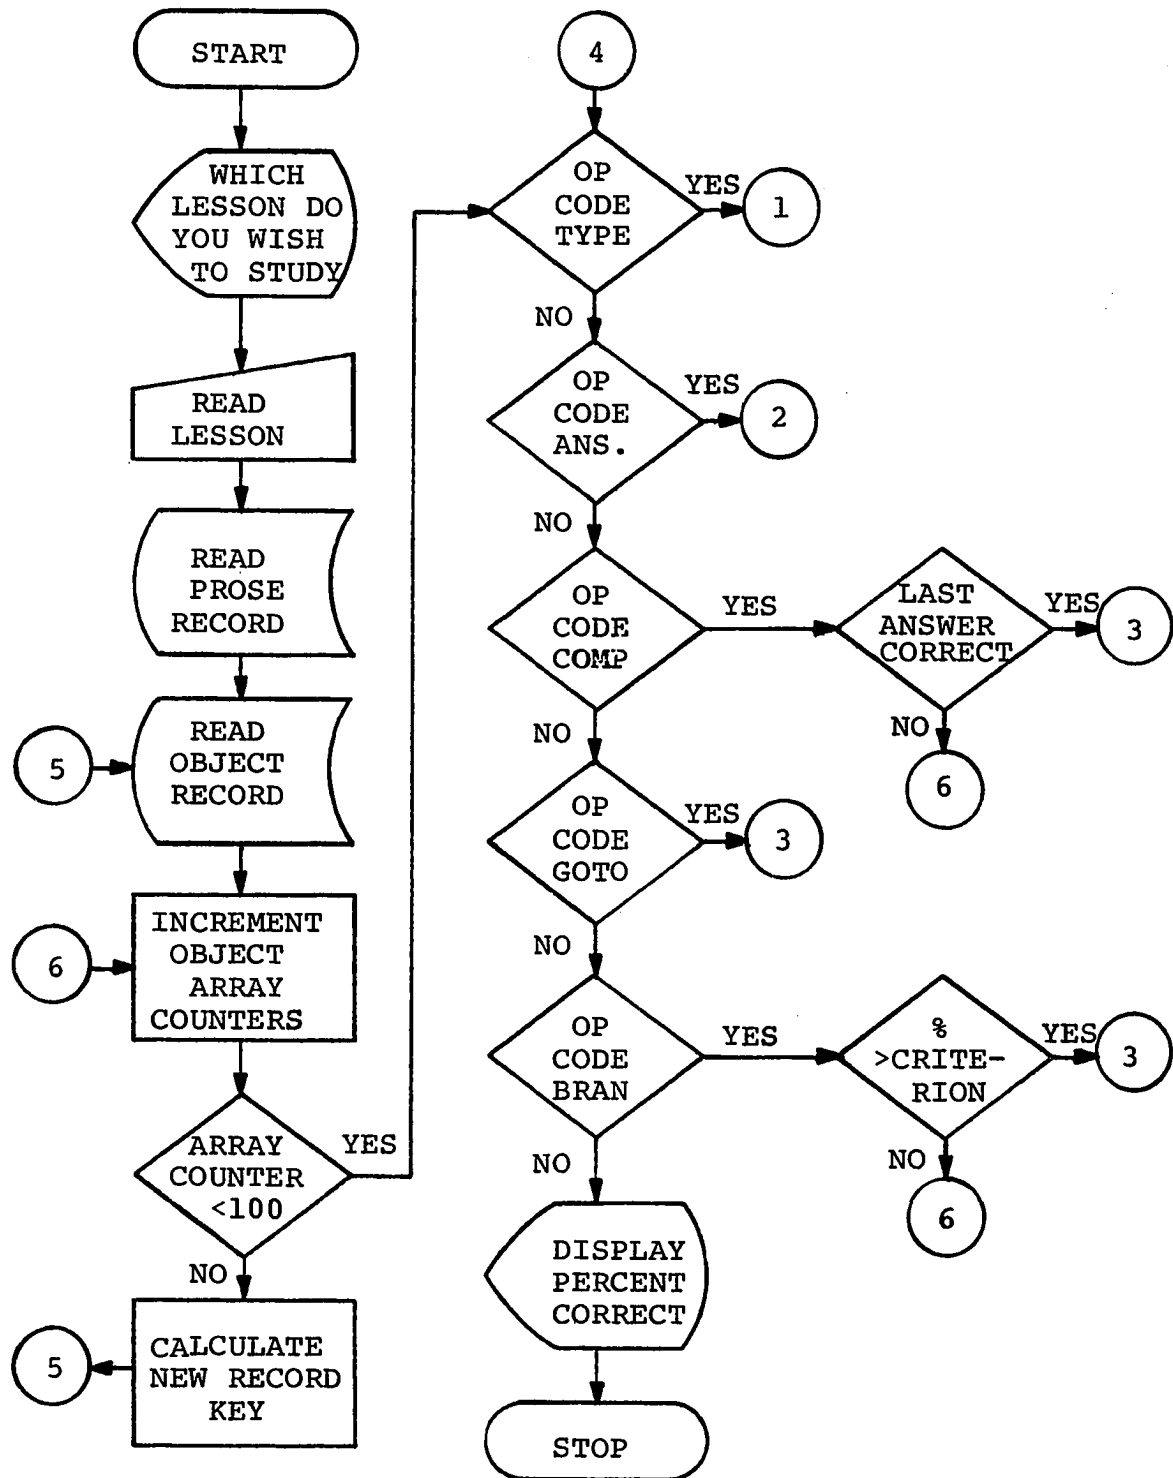 START
WHICH
LESSON DO
YOU WISH
TO STUDY
READ
LESSON
READ
PROSE
RECORD
5
READ
OBJECT
RECORD
6
INCREMENT
OBJECT
ARRAY
COUNTERS
ARRAY
COUNTER
<100
YES
NO
5
CALCULATE
NEW RECORD
KEY
4
OP
CODE
TYPE
YES
1
NO
OP
CODE
ANS.
YES
2
NO
OP
CODE
COMP
YES
LAST
ANSWER
CORRECT
YES
3
NO
6
NO
OP
CODE
GOTO
YES
3
NO
OP
CODE
BRAN
YES
%
>CRITE-
RION
YES
3
NO
6
NO
DISPLAY
PERCENT
CORRECT
STOP